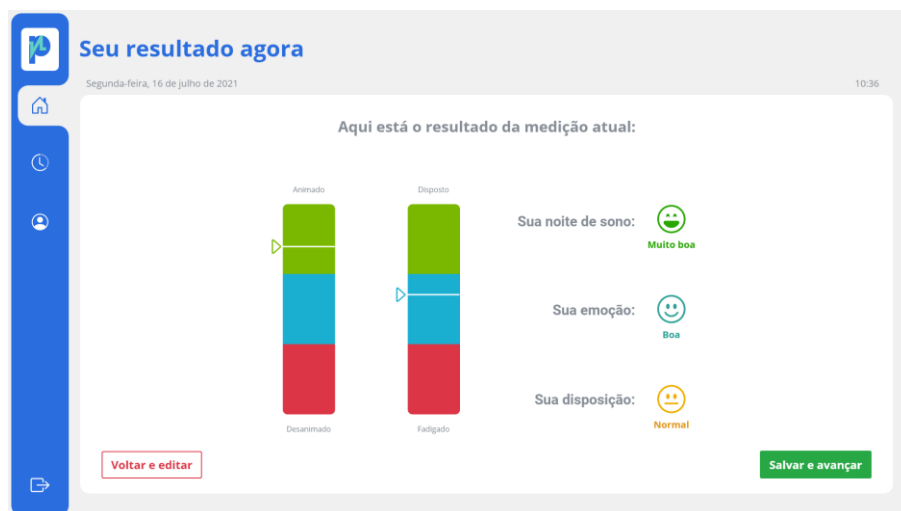 Seu resultado agora
Segunda-feira, 16 de julho de 2021
10:36
Aqui está o resultado da medição atual:
Animado
Disposto
Sua noite de sono:
Muito boa
Sua emoção:
Boa
Sua disposição:
Normal
Desanimado
Fadigado
Voltar e editar
Salvar e avançar